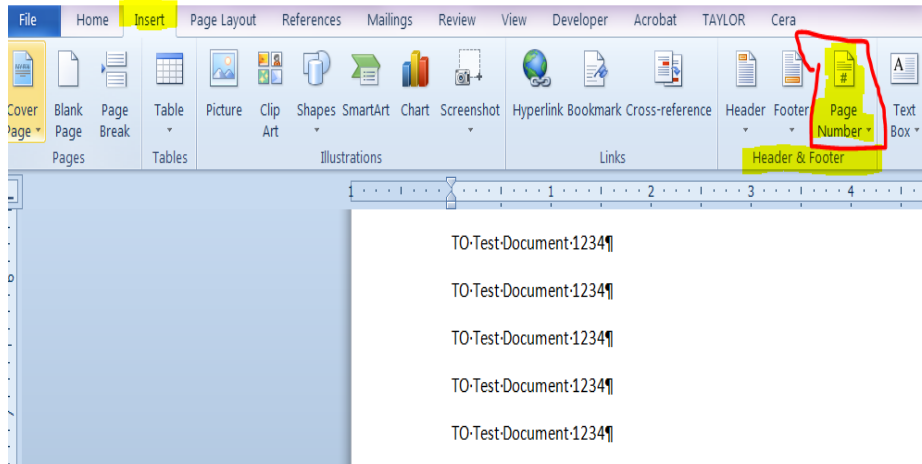 File Home Insert Page Layout References Mailings Review View Developer Acrobat TAYLOR Cera
Cover Blank Page Table Picture Clip Shapes SmartArt Chart Screenshot Hyperlink Bookmark Cross-reference Header Footer Page Text
Page Page Break Art Number Box
Pages Tables Illustrations Links Header & Footer
1 1 2 3 4
TO·Test·Document·1234¶
TO·Test·Document·1234¶
TO·Test·Document·1234¶
TO·Test·Document·1234¶
TO·Test·Document·1234¶